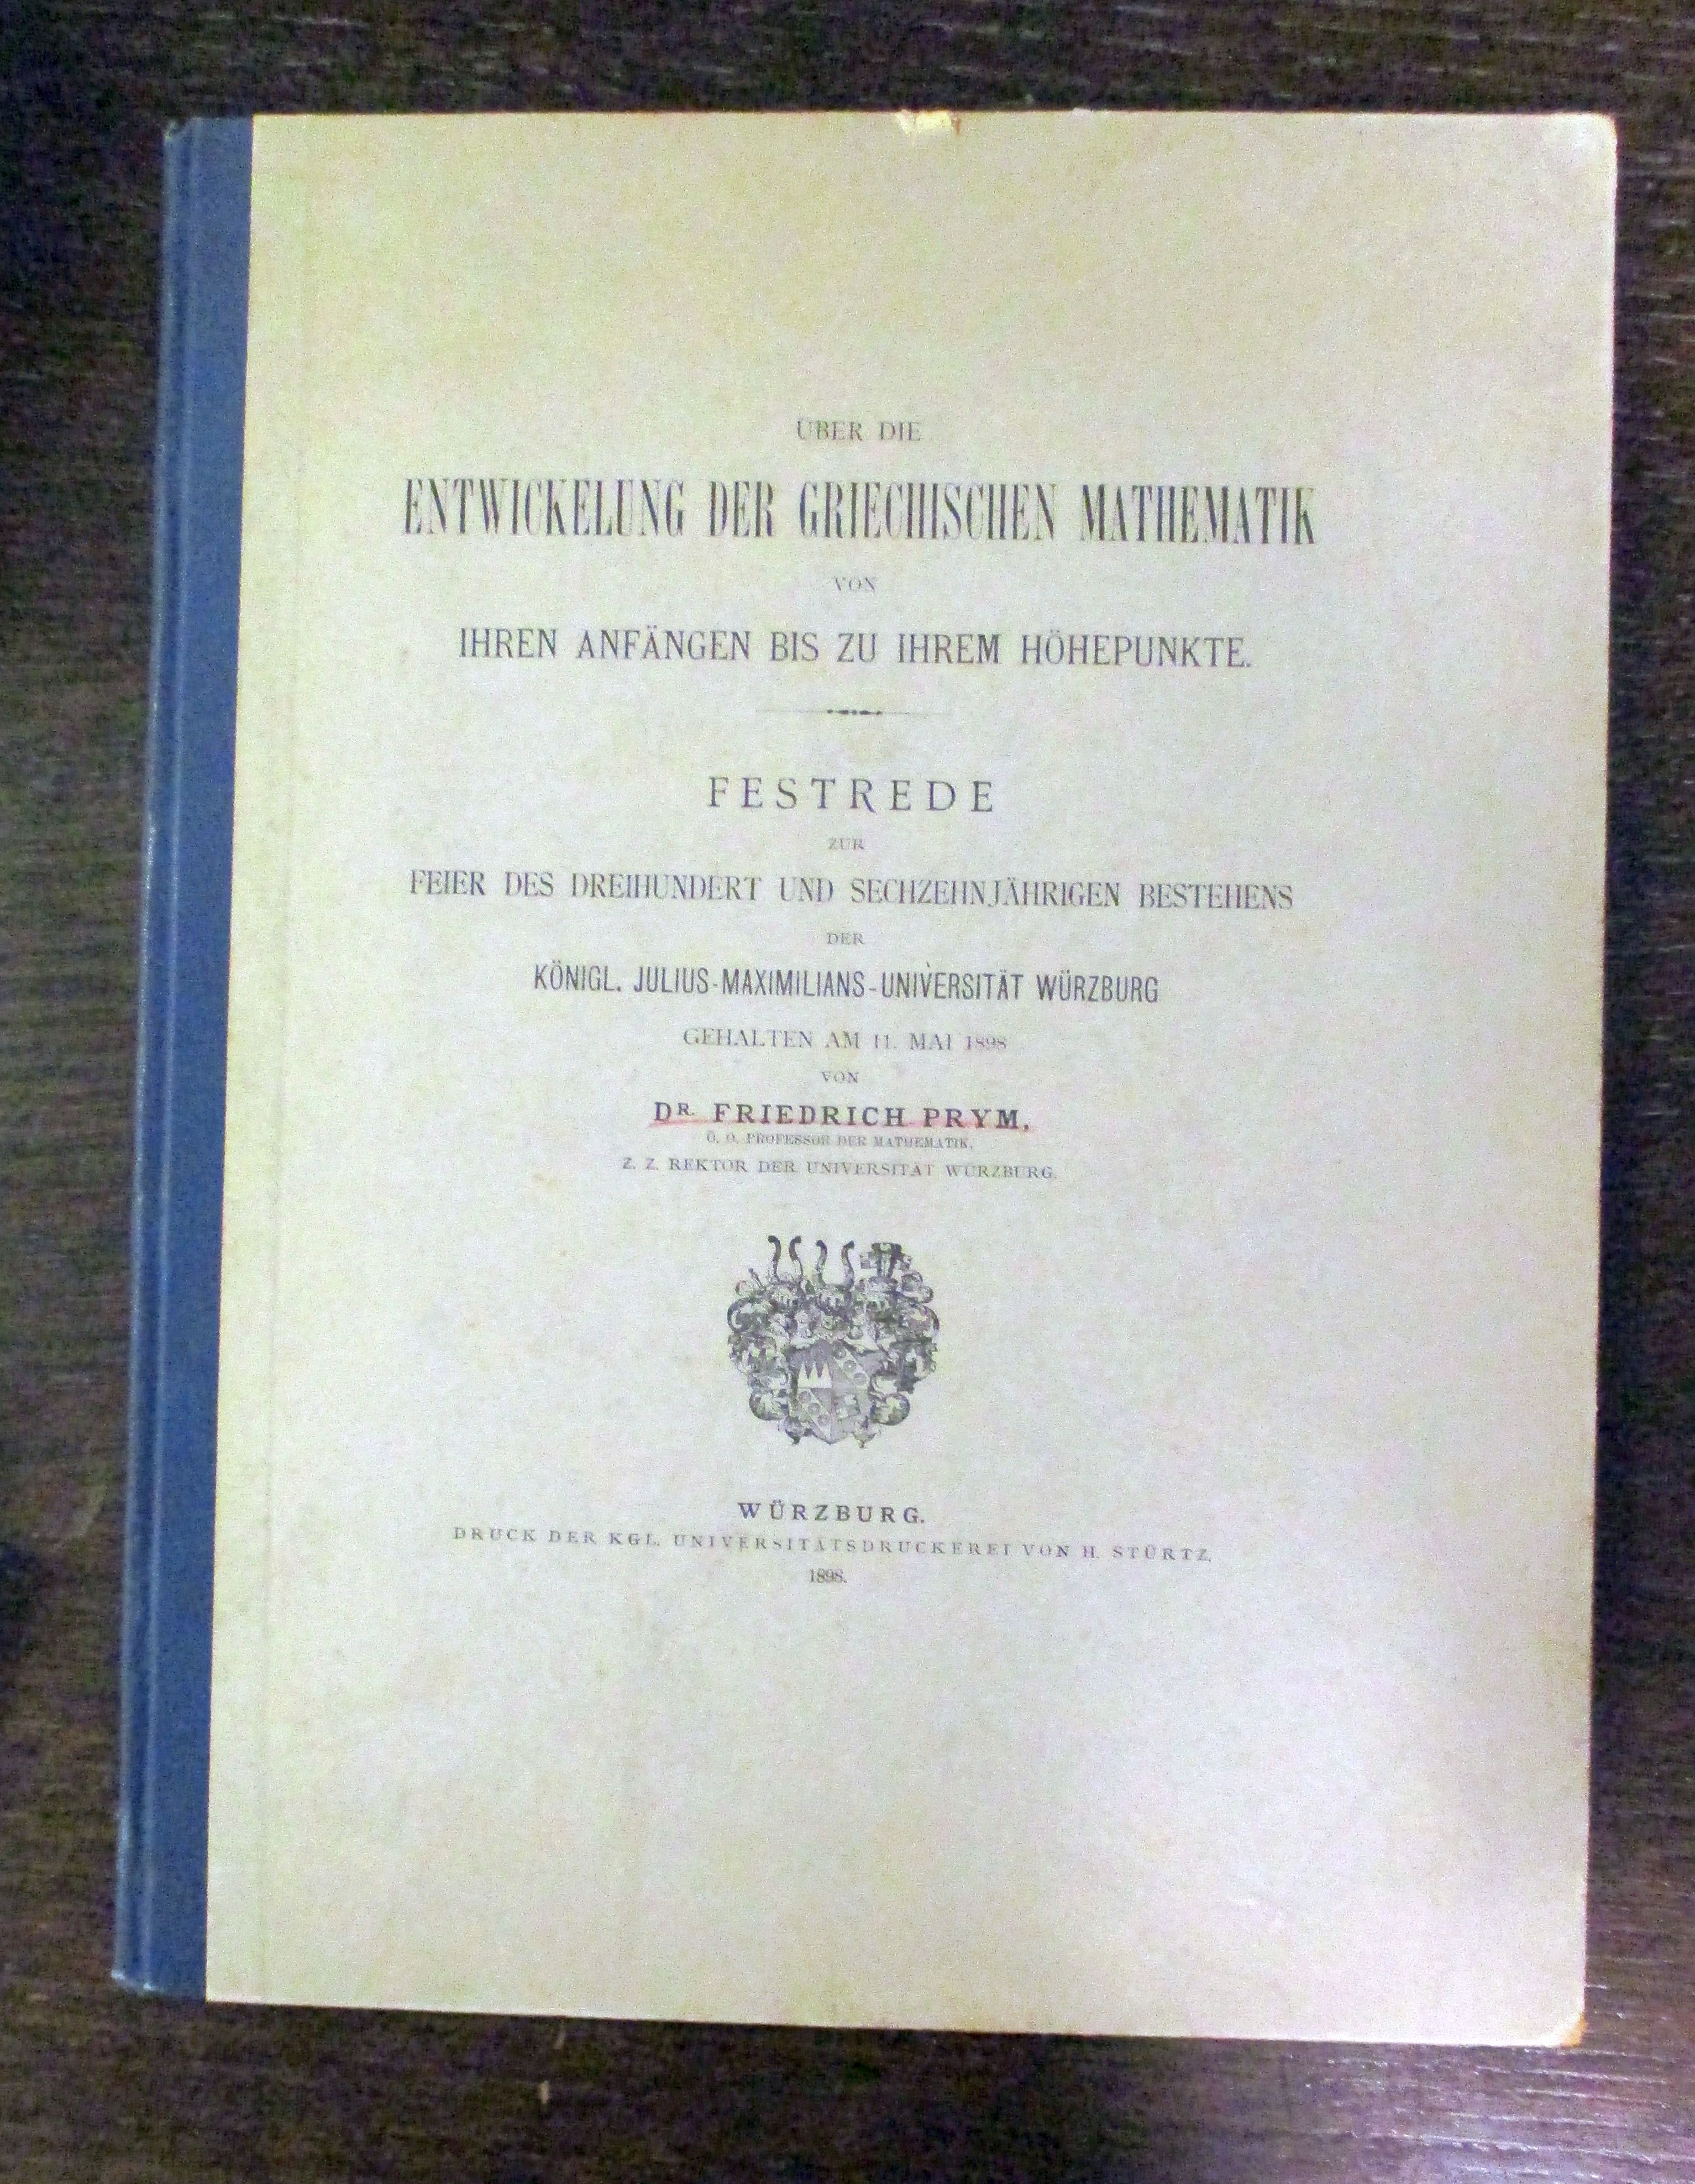 ÜBER DIE
ENTWICKELUNG DER GRIECHISCHEN MATHEMATIK
VON
IHREN ANFÄNGEN BIS ZU IHREM HÖHEPUNKTE.
FESTREDE
ZUR
FEIER DES DREIHUNDERT UND SECHZEHNJÄHRIGEN BESTEHENS
DER
KÖNIGL. JULIUS-MAXIMILIANS-UNIVERSITÄT WÜRZBURG
GEHALTEN AM 11. MAI 1898
VON
DR. FRIEDRICH PRYM,
Ö. O. PROFESSOR DER MATHEMATIK,
Z. Z. REKTOR DER UNIVERSITÄT WÜRZBURG.
WÜRZBURG.
DRUCK DER KGL. UNIVERSITÄTSDRUCKEREI VON H. STÜRTZ.
1898.